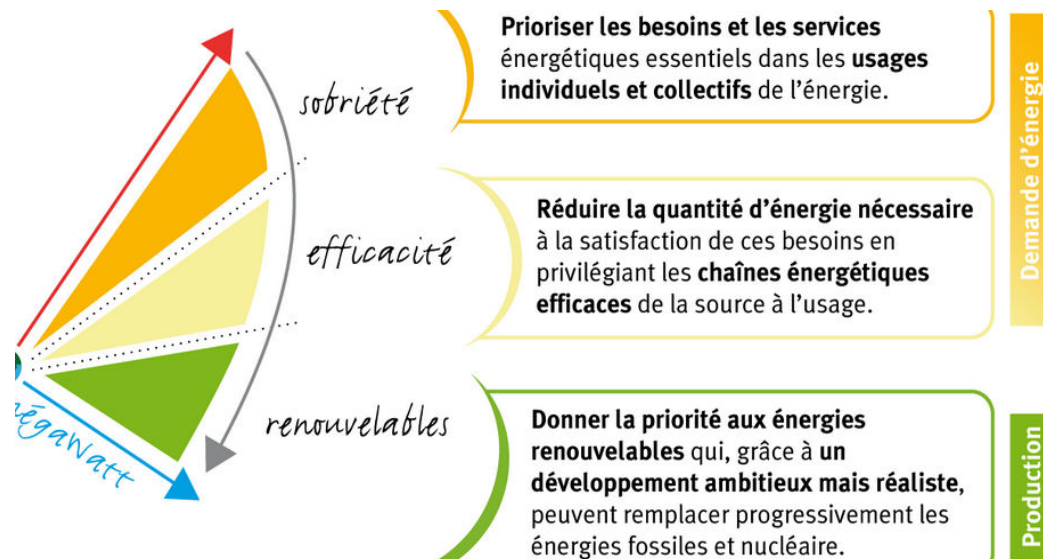 Prioriser les besoins et les services
énergétiques essentiels dans les usages
individuels et collectifs de l’énergie.
sobriété
Réduire la quantité d’énergie nécessaire
à la satisfaction de ces besoins en
privilégiant les chaînes énergétiques
efficaces de la source à l’usage.
efficacité
Demande d’énergie
Donner la priorité aux énergies
renouvelables qui, grâce à un
développement ambitieux mais réaliste,
peuvent remplacer progressivement les
énergies fossiles et nucléaire.
renouvelables
Production
négaWatt